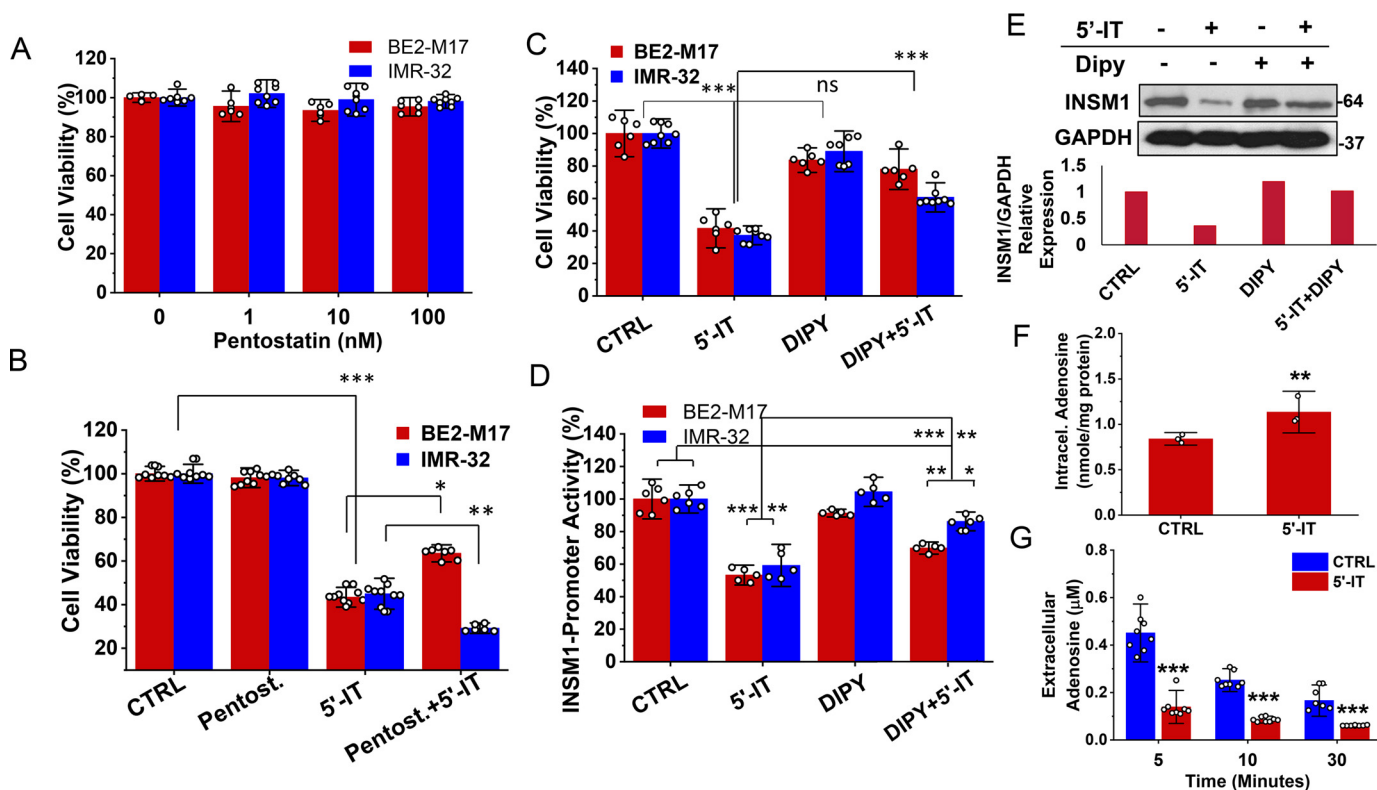 A
Cell Viability (%)
120
100
80
60
40
20
0
BE2-M17
IMR-32
0 1 10 100
Pentostatin (nM)
B
Cell Viability (%)
120
100
80
60
40
20
***
BE2-M17
IMR-32
*
**
CTRL Pentost. 5'-IT Pentost.+5'-IT
C
Cell Viability (%)
140
120
100
80
60
40
20
0
BE2-M17
IMR-32
***
ns
***
CTRL 5'-IT DIPY DIPY+5'-IT
D
INSM1-Promoter Activity (%)
140
120
100
80
60
40
20
0
BE2-M17
IMR-32
*** **
** *
*** **
CTRL 5'-IT DIPY DIPY+5'-IT
E
5'-IT - + - +
Dipy - - + +
INSM1 -64
GAPDH -37
INSM1/GAPDH
Relative
Expression
1.5
1
0.5
0
CTRL 5'-IT DIPY 5'-IT+DIPY
F
Intracel. Adenosine
(nmole/mg protein)
2.0
1.5
1.0
0.5
0.0
**
CTRL 5'-IT
G
Extracellular
Adenosine (μM)
0.8
0.6
0.4
0.2
0.0
CTRL
5'-IT
***
***
***
5 10 30
Time (Minutes)